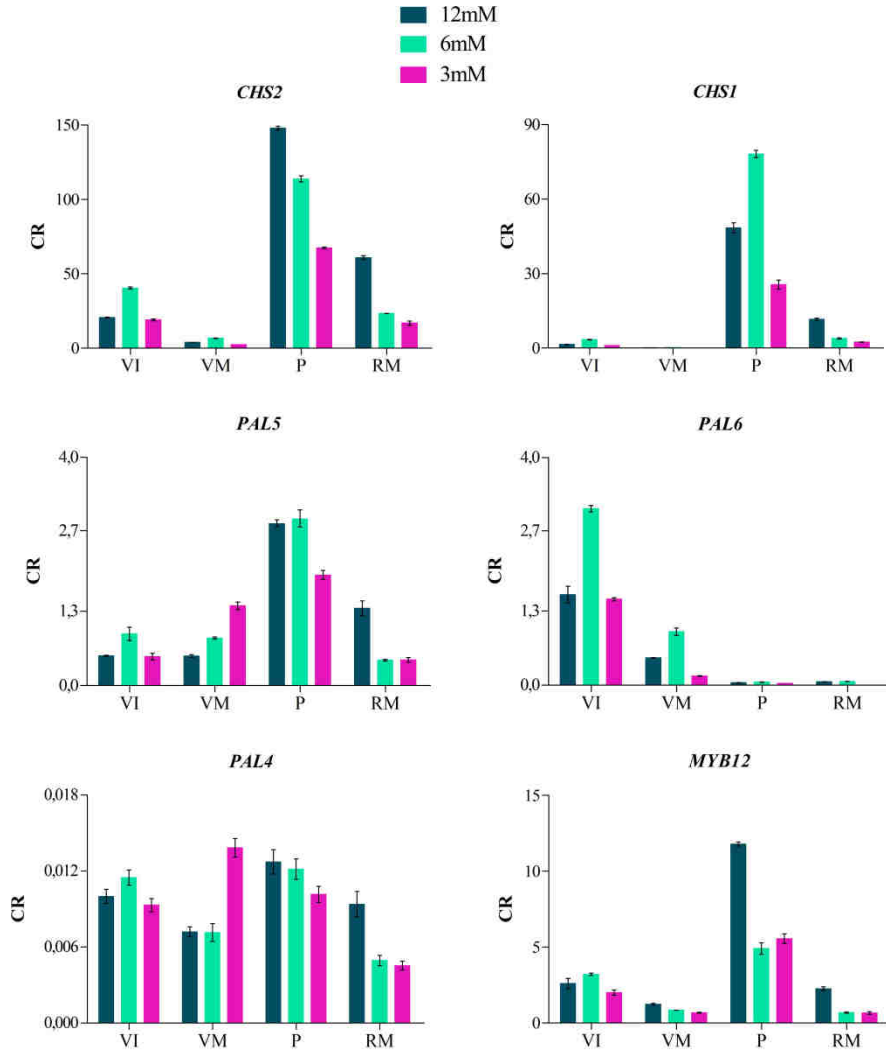 12mM
6mM
3mM
CHS2
150
100
50
0
CR
VI VM P RM
CHS1
90
60
30
0
CR
VI VM P RM
PAL5
4,0
2,7
1,3
0,0
CR
VI VM P RM
PAL6
4,0
2,7
1,3
0,0
CR
VI VM P RM
PAL4
0,018
0,012
0,006
0,000
CR
VI VM P RM
MYB12
15
10
5
0
CR
VI VM P RM